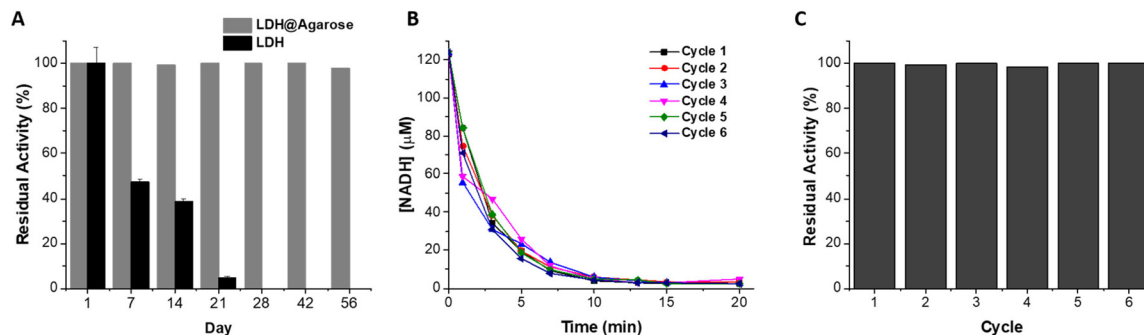 A
LDH@Agarose
LDH
Residual Activity (%)
120
100
80
60
40
20
0
1 7 14 21 28 42 56
Day
B
Cycle 1
Cycle 2
Cycle 3
Cycle 4
Cycle 5
Cycle 6
[NADH] (μM)
120
100
80
60
40
20
0
0 5 10 15 20
Time (min)
C
Residual Activity (%)
100
80
60
40
20
0
1 2 3 4 5 6
Cycle